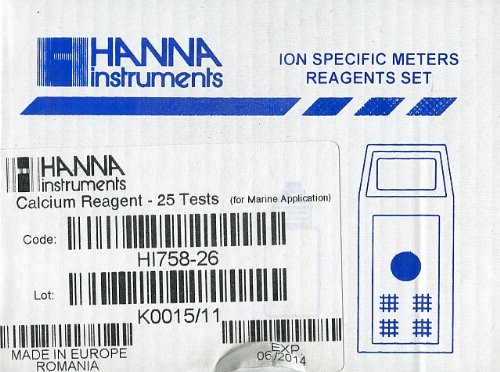 HANNA
instruments
ION SPECIFIC METERS
REAGENTS SET
HANNA
instruments
Calcium Reagent - 25 Tests (for Marine Application)
Code:
HI758-26
Lot:
K0015/11
MADE IN EUROPE
ROMANIA
EXP
06/2014